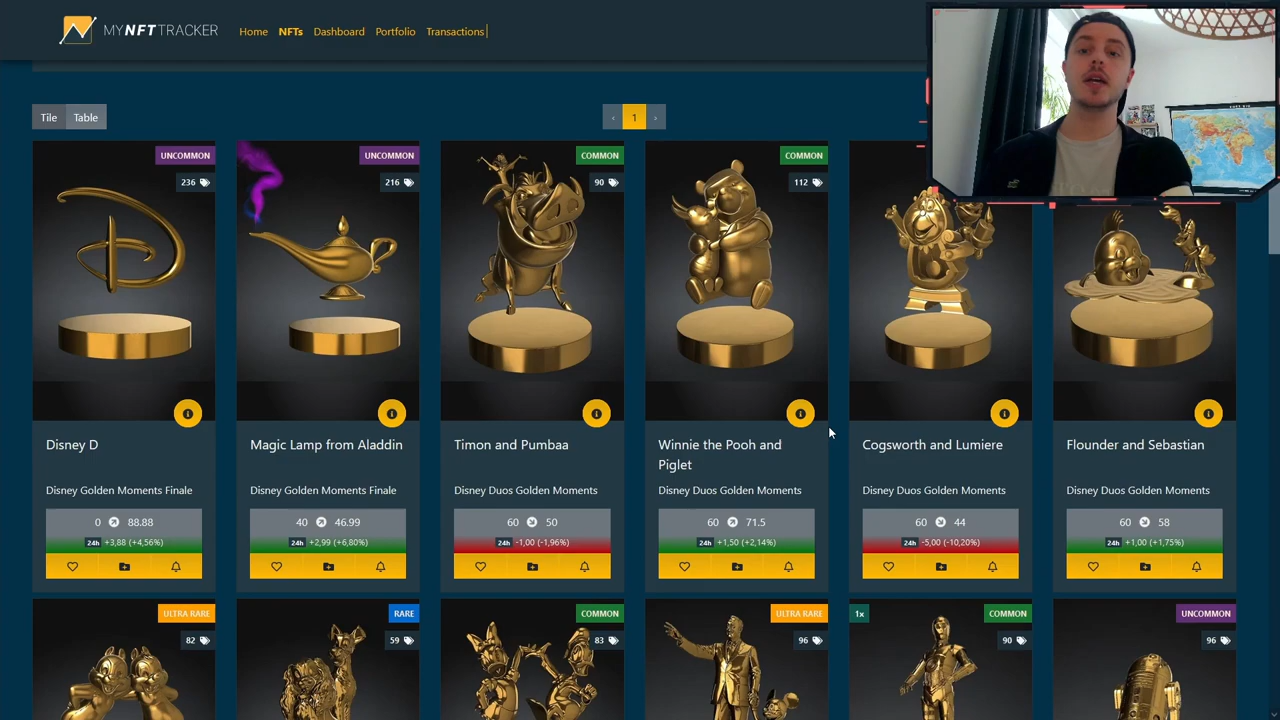 MYNFTTRACKER
Home NFTs Dashboard Portfolio Transactions
Tile Table
‹ 1 ›
UNCOMMON
236
UNCOMMON
216
COMMON
90
COMMON
112
Disney D
Disney Golden Moments Finale
0 88.88
24h +3,88 (+4,56%)
Magic Lamp from Aladdin
Disney Golden Moments Finale
40 46.99
24h +2,99 (+6,80%)
Timon and Pumbaa
Disney Duos Golden Moments
60 50
24h -1,00 (-1,96%)
Winnie the Pooh and
Piglet
Disney Duos Golden Moments
60 71.5
24h +1,50 (+2,14%)
Cogsworth and Lumiere
Disney Duos Golden Moments
60 44
24h -5,00 (-10,20%)
Flounder and Sebastian
Disney Duos Golden Moments
60 58
24h +1,00 (+1,75%)
ULTRA RARE
82
RARE
59
COMMON
83
ULTRA RARE
96
1x COMMON
90
UNCOMMON
96